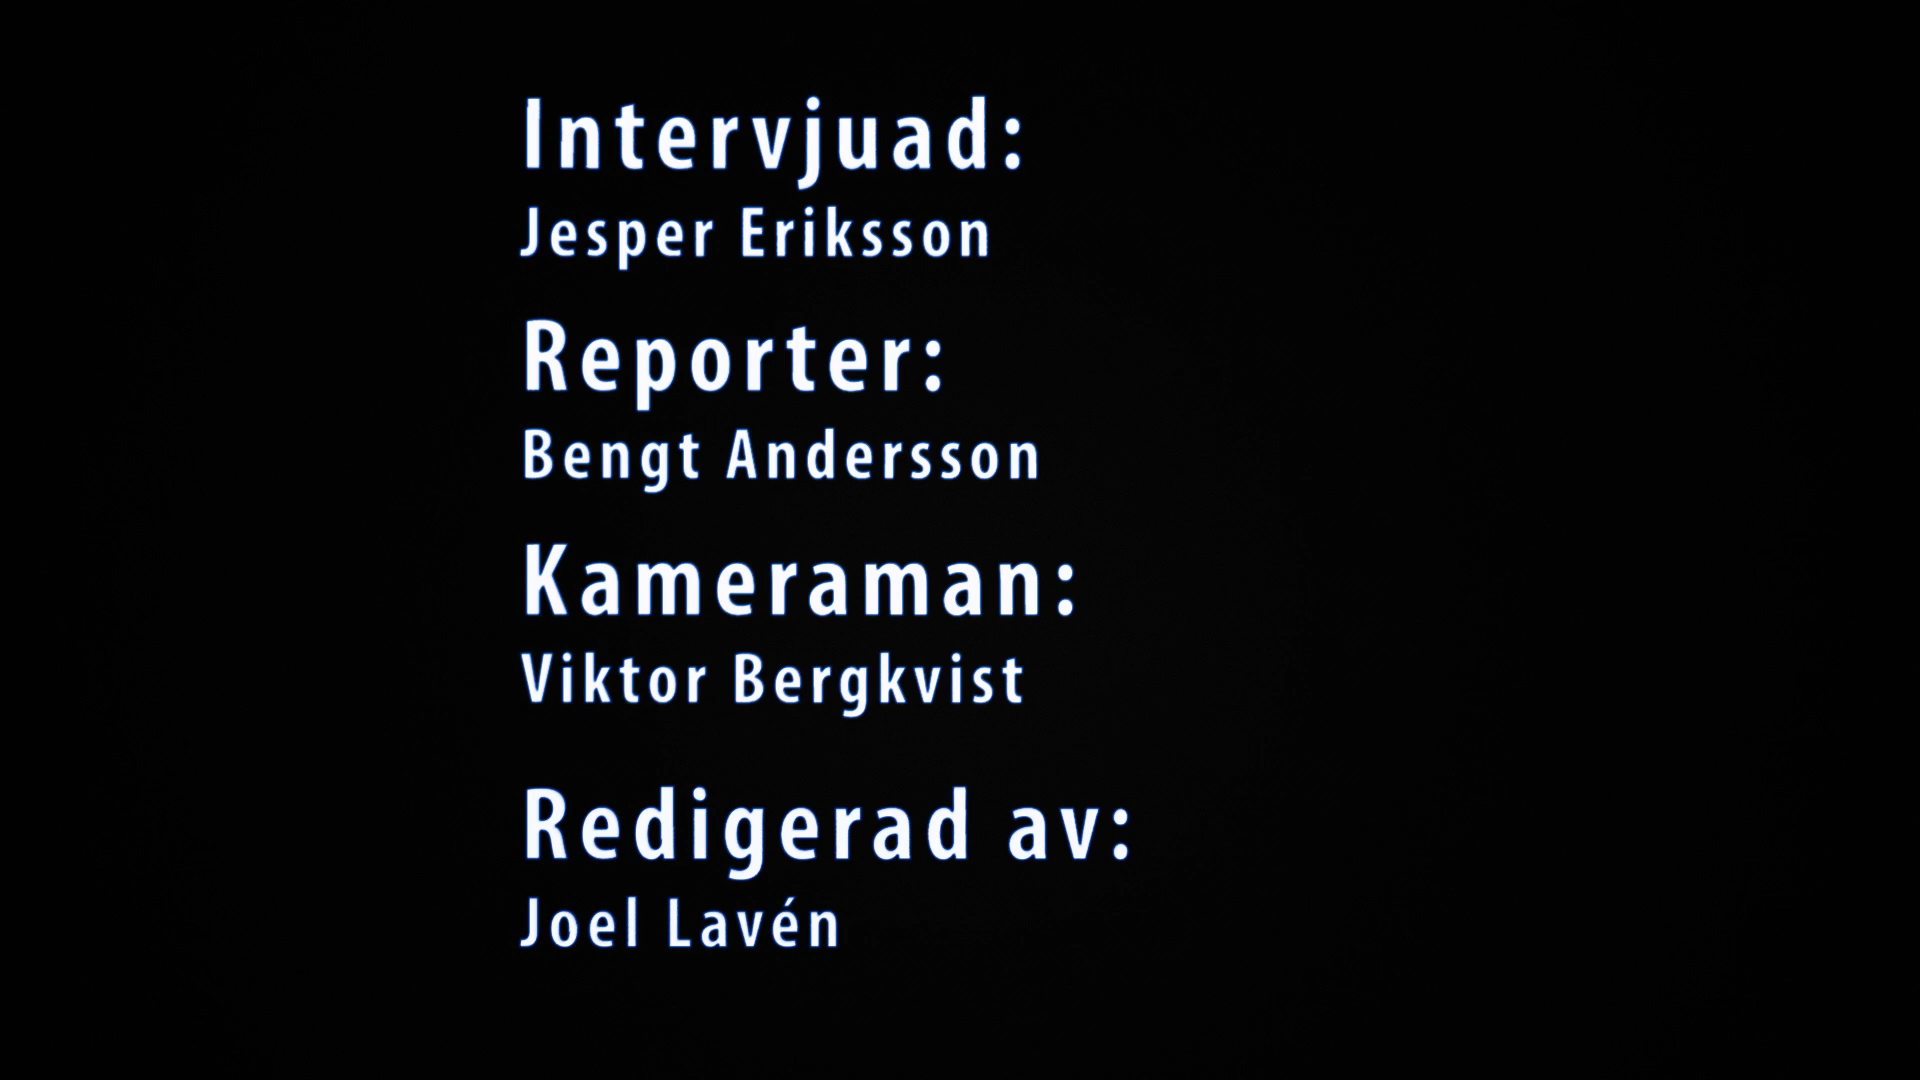 Intervjuad:
Jesper Eriksson
Reporter:
Bengt Andersson
Kameraman:
Viktor Bergkvist
Redigerad av:
Joel Lavén